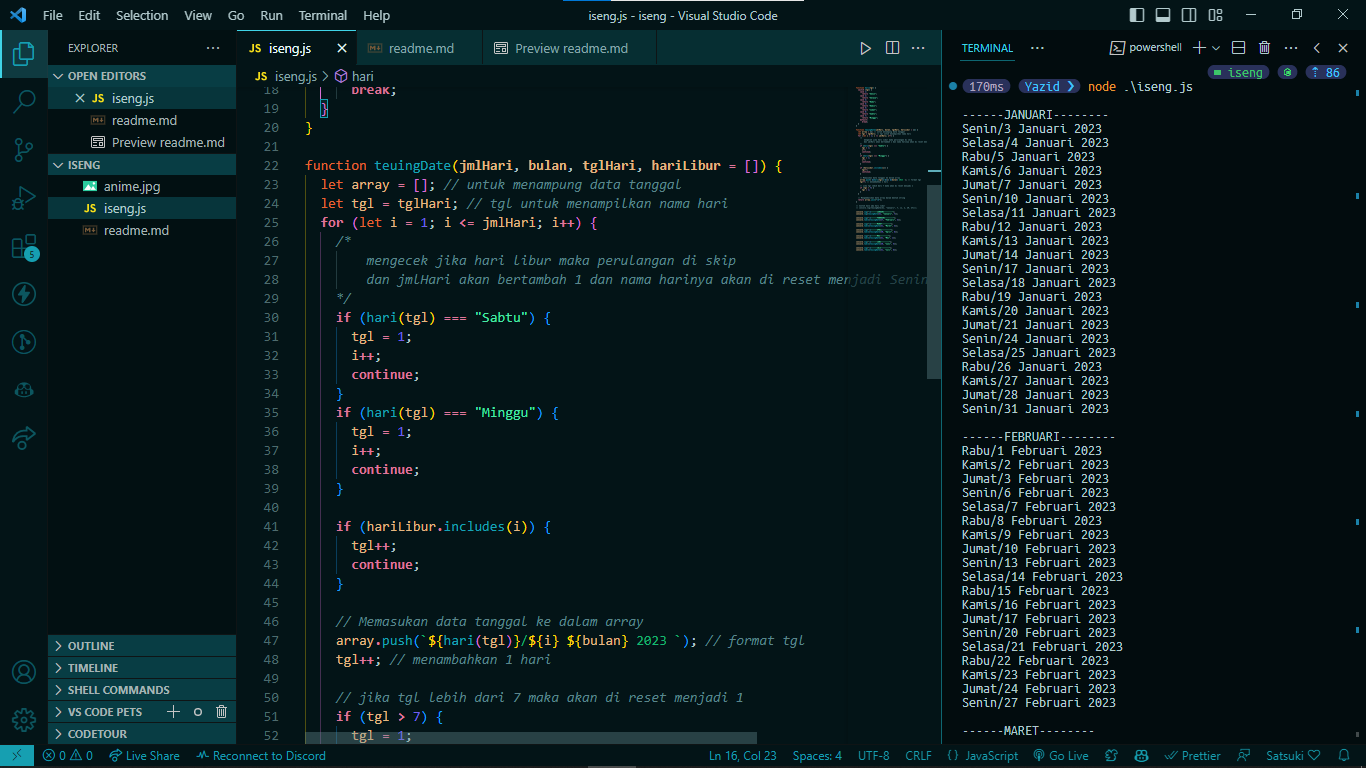 File Edit Selection View Go Run Terminal Help
iseng.js - iseng - Visual Studio Code
EXPLORER
OPEN EDITORS
JS iseng.js
readme.md
Preview readme.md
ISENG
anime.jpg
JS iseng.js
readme.md
OUTLINE
TIMELINE
SHELL COMMANDS
VS CODE PETS
CODETOUR
5
JS iseng.js
readme.md
Preview readme.md
JS iseng.js > hari
18 break;
19 }
20 }
21
22 function teuingDate(jmlHari, bulan, tglHari, hariLibur = []) {
23 let array = []; // untuk menampung data tanggal
24 let tgl = tglHari; // tgl untuk menampilkan nama hari
25 for (let i = 1; i <= jmlHari; i++) {
26 /*
27 mengecek jika hari libur maka perulangan di skip
28 dan jmlHari akan bertambah 1 dan nama harinya akan di reset menjadi Senin
29 */
30 if (hari(tgl) === "Sabtu") {
31 tgl = 1;
32 i++;
33 continue;
34 }
35 if (hari(tgl) === "Minggu") {
36 tgl = 1;
37 i++;
38 continue;
39 }
40
41 if (hariLibur.includes(i)) {
42 tgl++;
43 continue;
44 }
45
46 // Memasukan data tanggal ke dalam array
47 array.push(`${hari(tgl)}/${i} ${bulan} 2023 `); // format tgl
48 tgl++; // menambahkan 1 hari
49
50 // jika tgl lebih dari 7 maka akan di reset menjadi 1
51 if (tgl > 7) {
52 tgl = 1;
TERMINAL
powershell
iseng @ ↑ 86
170ms Yazid ❯ node .\iseng.js
------JANUARI--------
Senin/3 Januari 2023
Selasa/4 Januari 2023
Rabu/5 Januari 2023
Kamis/6 Januari 2023
Jumat/7 Januari 2023
Senin/10 Januari 2023
Selasa/11 Januari 2023
Rabu/12 Januari 2023
Kamis/13 Januari 2023
Jumat/14 Januari 2023
Senin/17 Januari 2023
Selasa/18 Januari 2023
Rabu/19 Januari 2023
Kamis/20 Januari 2023
Jumat/21 Januari 2023
Senin/24 Januari 2023
Selasa/25 Januari 2023
Rabu/26 Januari 2023
Kamis/27 Januari 2023
Jumat/28 Januari 2023
Senin/31 Januari 2023
------FEBRUARI--------
Rabu/1 Februari 2023
Kamis/2 Februari 2023
Jumat/3 Februari 2023
Senin/6 Februari 2023
Selasa/7 Februari 2023
Rabu/8 Februari 2023
Kamis/9 Februari 2023
Jumat/10 Februari 2023
Senin/13 Februari 2023
Selasa/14 Februari 2023
Rabu/15 Februari 2023
Kamis/16 Februari 2023
Jumat/17 Februari 2023
Senin/20 Februari 2023
Selasa/21 Februari 2023
Rabu/22 Februari 2023
Kamis/23 Februari 2023
Jumat/24 Februari 2023
Senin/27 Februari 2023
------MARET--------
0 0 Live Share Reconnect to Discord
Ln 16, Col 23 Spaces: 4 UTF-8 CRLF {} JavaScript Go Live Prettier Satsuki ♡